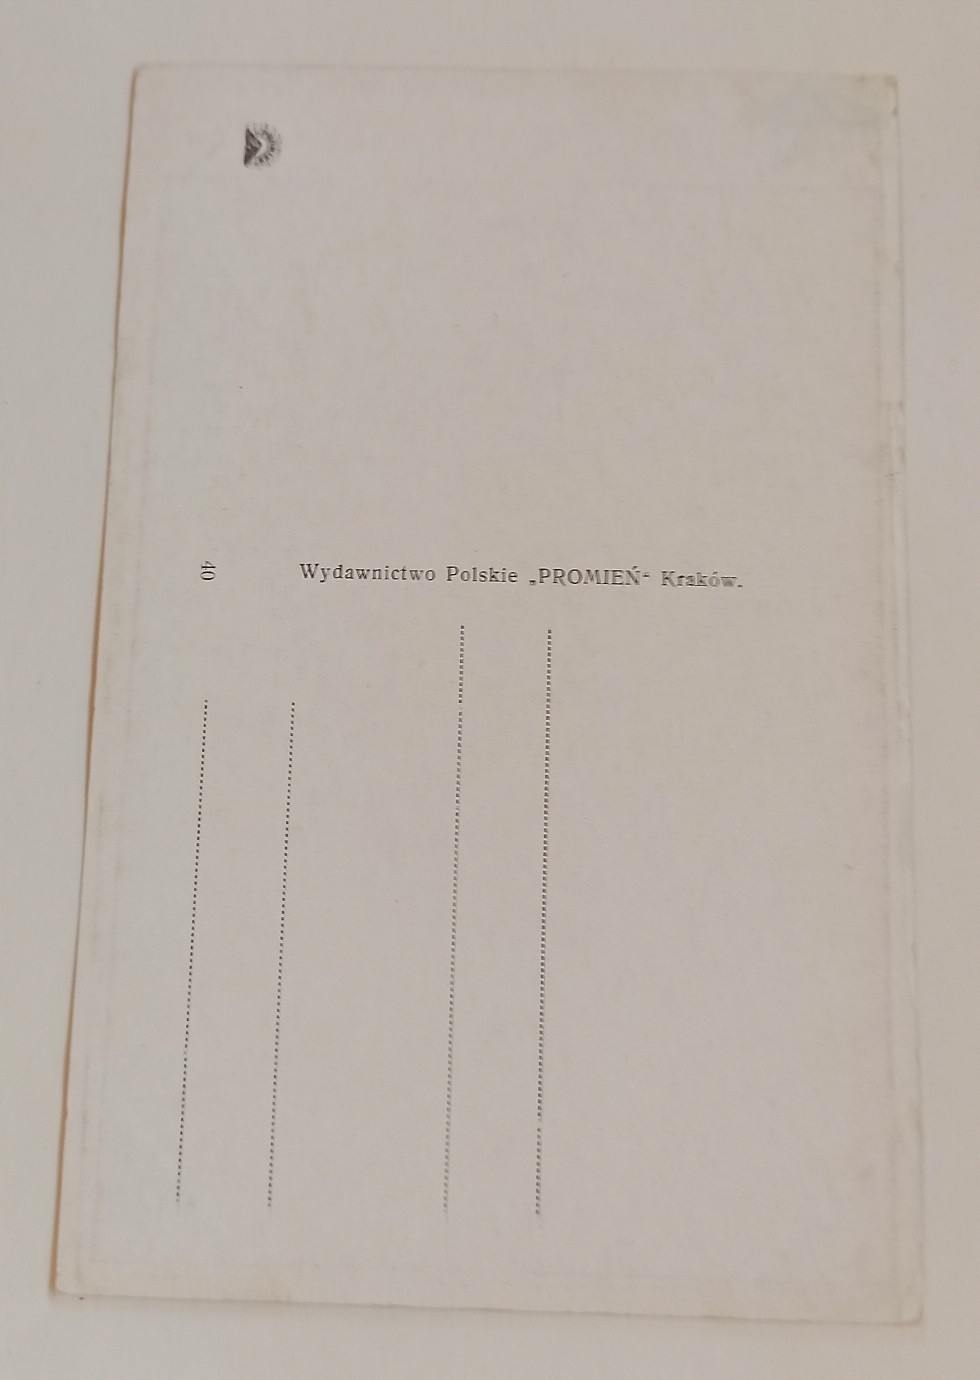 Wydawnictwo Polskie „PROMIEŃ“ Kraków.
40